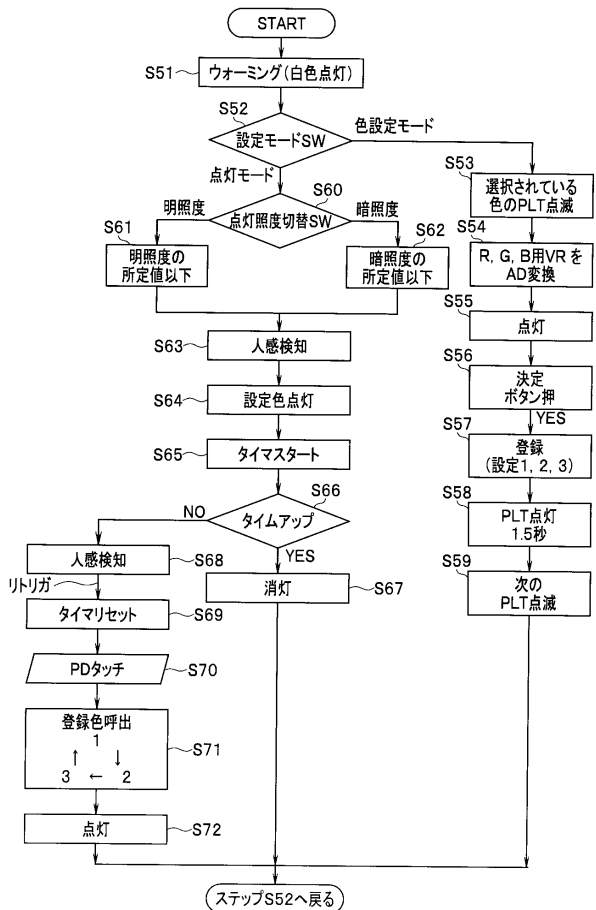 START
S51
ウォーミング(白色点灯)
S52
設定モードSW
色設定モード
点灯モード
S53
選択されている
色のPLT点滅
S60
点灯照度切替SW
明照度
暗照度
S61
明照度の
所定値以下
S62
暗照度の
所定値以下
S54
R, G, B用VRを
AD変換
S55
点灯
S63
人感検知
S56
決定
ボタン押
YES
S64
設定色点灯
S57
登録
(設定1, 2, 3)
S65
タイマスタート
S58
PLT点灯
1.5秒
S66
タイムアップ
NO
YES
S59
次の
PLT点滅
S67
消灯
S68
人感検知
リトリガ
S69
タイマリセット
S70
PDタッチ
S71
登録色呼出
1
↑ ↓
3 ← 2
S72
点灯
ステップS52へ戻る